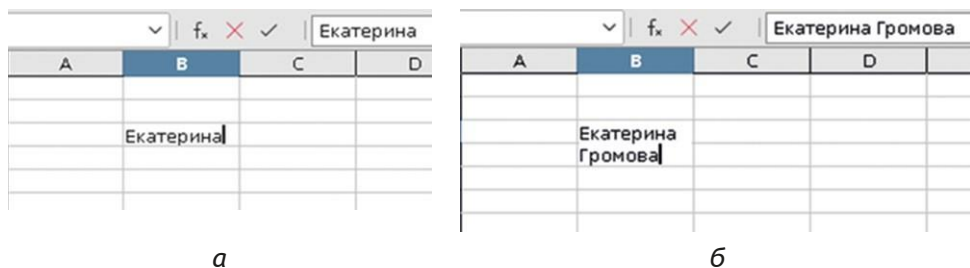 fx Екатерина
A B C D
Екатерина
а
fx Екатерина Громова
A B C D
Екатерина
Громова
б